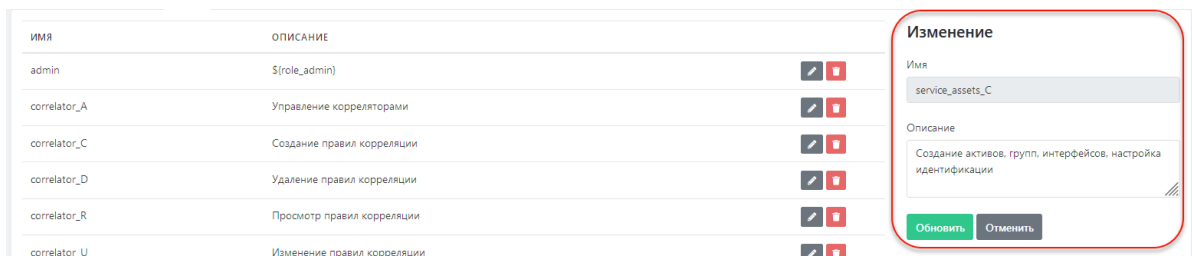 ИМЯ ОПИСАНИЕ
admin ${role_admin}
correlator_A Управление корреляторами
correlator_C Создание правил корреляции
correlator_D Удаление правил корреляции
correlator_R Просмотр правил корреляции
correlator_U Изменение правил корреляции
Изменение
Имя
service_assets_C
Описание
Создание активов, групп, интерфейсов, настройка
идентификации
Обновить Отменить